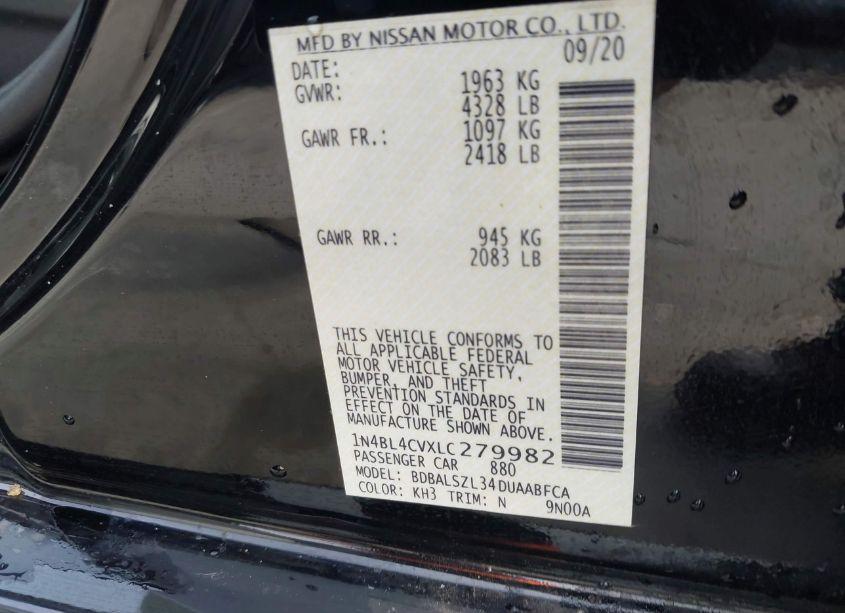 MFD BY NISSAN MOTOR CO., LTD.
DATE: 09/20
GVWR: 1963 KG
4328 LB
GAWR FR.: 1097 KG
2418 LB
GAWR RR.: 945 KG
2083 LB
THIS VEHICLE CONFORMS TO
ALL APPLICABLE FEDERAL
MOTOR VEHICLE SAFETY,
BUMPER, AND THEFT
PREVENTION STANDARDS IN
EFFECT ON THE DATE OF
MANUFACTURE SHOWN ABOVE.
1N4BL4CVXLC279982
PASSENGER CAR 880
MODEL: BDBALSZL34DUAABFCA
COLOR: KH3 TRIM: N 9N00A